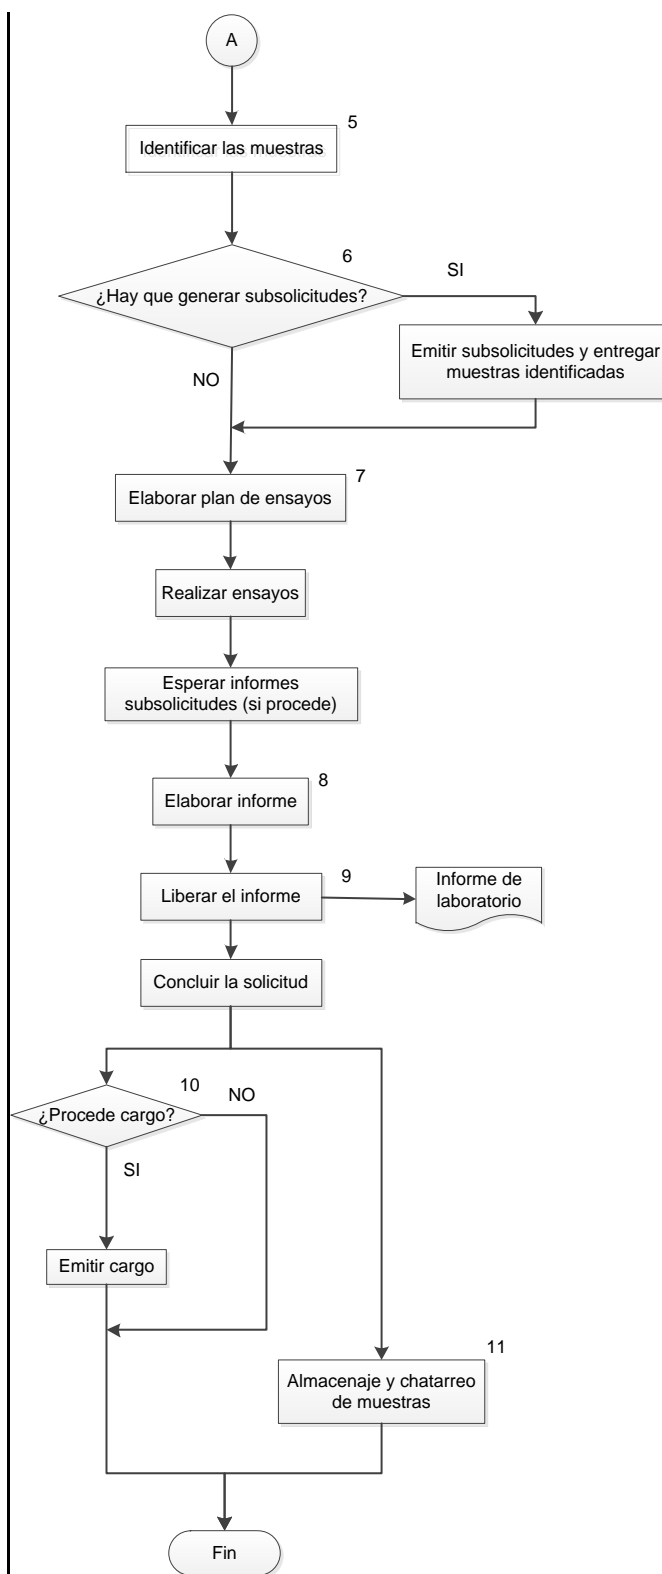 A
5
Identificar las muestras
6
¿Hay que generar subsolicitudes?
SI
Emitir subsolicitudes y entregar
muestras identificadas
NO
7
Elaborar plan de ensayos
Realizar ensayos
Esperar informes
subsolicitudes (si procede)
8
Elaborar informe
9
Liberar el informe
Informe de
laboratorio
Concluir la solicitud
10
¿Procede cargo?
NO
SI
Emitir cargo
11
Almacenaje y chatarreo
de muestras
Fin